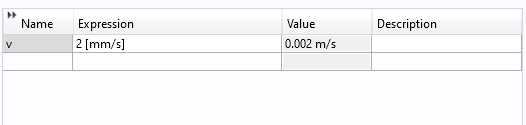 Name Expression Value Description
v 2 [mm/s] 0.002 m/s